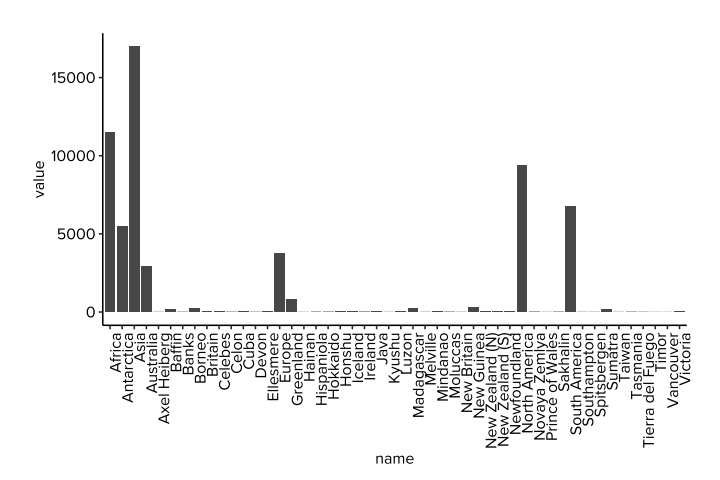 15000
10000
5000
0
value
Africa
Antarctica
Asia
Australia
Axel Heiberg
Baffin
Banks
Borneo
Britain
Celebes
Celon
Cuba
Devon
Ellesmere
Europe
Greenland
Hainan
Hispaniola
Hokkaido
Honshu
Iceland
Ireland
Java
Kyushu
Luzon
Madagascar
Melville
Mindanao
Moluccas
New Britain
New Guinea
New Zealand (N)
New Zealand (S)
Newfoundland
North America
Novaya Zemlya
Prince of Wales
Sakhalin
South America
Southampton
Spitsbergen
Sumatra
Taiwan
Tasmania
Tierra del Fuego
Timor
Vancouver
Victoria
name